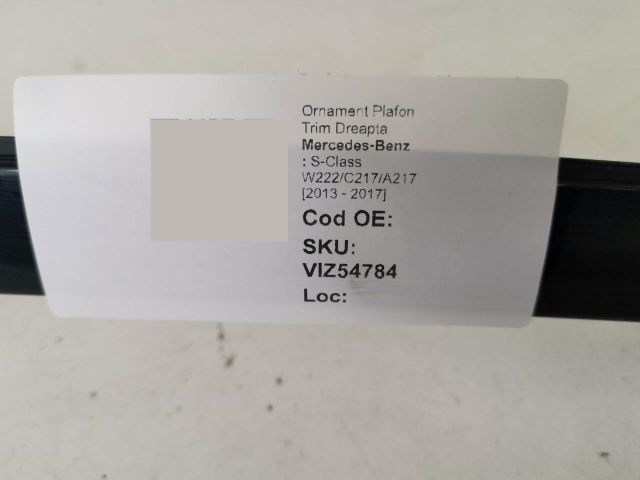 Ornament Plafon
Trim Dreapta
Mercedes-Benz
: S-Class
W222/C217/A217
[2013 - 2017]
Cod OE:
SKU:
VIZ54784
Loc: